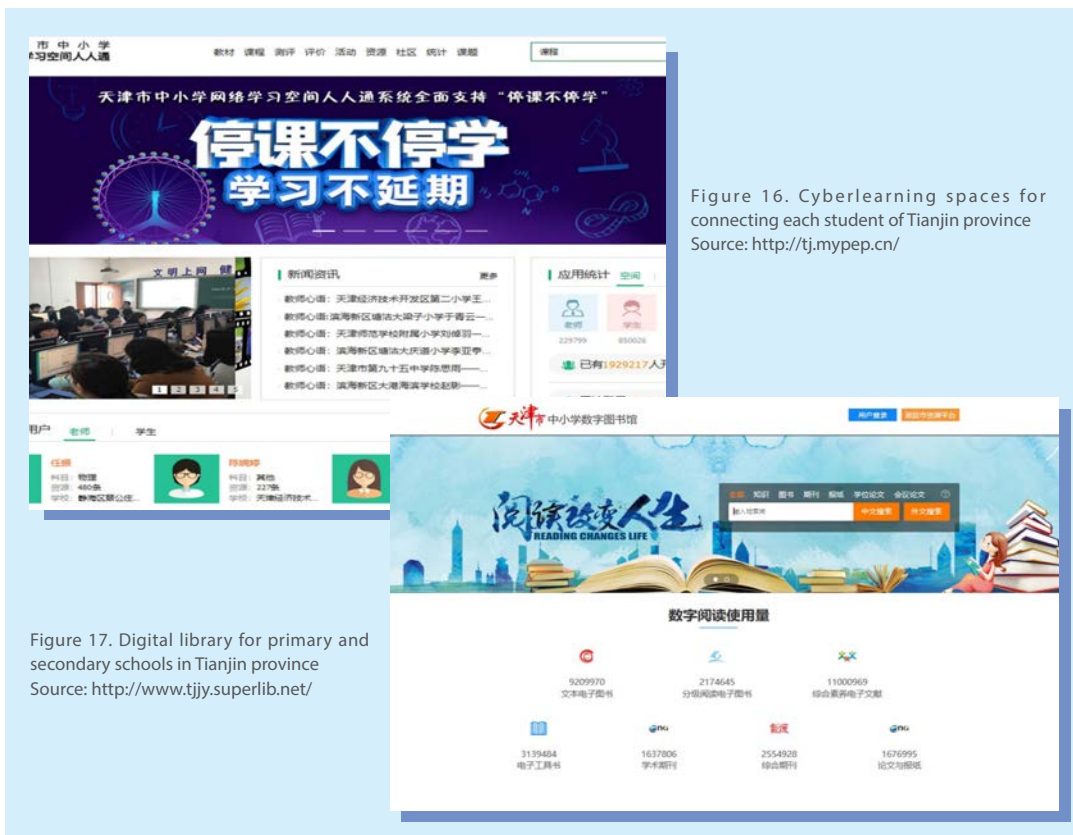 市 中 小 学
学习空间人人通
教材 课程 测评 评价 活动 资源 社区 统计 课题
课程
天津市中小学网络学习空间人人通系统全面支持“停课不停学”
停课不停学
学习不延期
文明上网 健
1 2 3 4 5
新闻资讯
更多
教师心语：天津经济技术开发区第二小学王...
教师心语:滨海新区塘沽大梁子小学于青云一...
教师心语：天津师范学校附属小学刘倬羽一...
教师心语：滨海新区塘沽大庆道小学李亚亭...
教师心语：天津市第九十五中学陈思雨——...
教师心语：滨海新区大港海滨学校赵刚——...
应用统计 空间
老师 学生
229799 850026
已有1929217人开
用户 老师 学生
任娜
科目：物理
资源：480条
学校：静海区蔡公庄...
陈婉婷
科目：其他
资源：227条
学校：天津经济技术...
Figure 16. Cyberlearning spaces for
connecting each student of Tianjin province
Source: http://tj.mypep.cn/
天津市中小学数字图书馆
用户登录
阅读改变人生
READING CHANGES LIFE
全部 知识 图书 期刊 报纸 学位论文 会议论文
中文搜索 外文搜索
数字阅读使用量
9209970
文本电子图书
2174645
分级阅读电子图书
11000969
综合素养电子文献
3139484
电子工具书
1637806
学术期刊
2554928
综合期刊
1676995
论文与报纸
Figure 17. Digital library for primary and
secondary schools in Tianjin province
Source: http://www.tjjy.superlib.net/